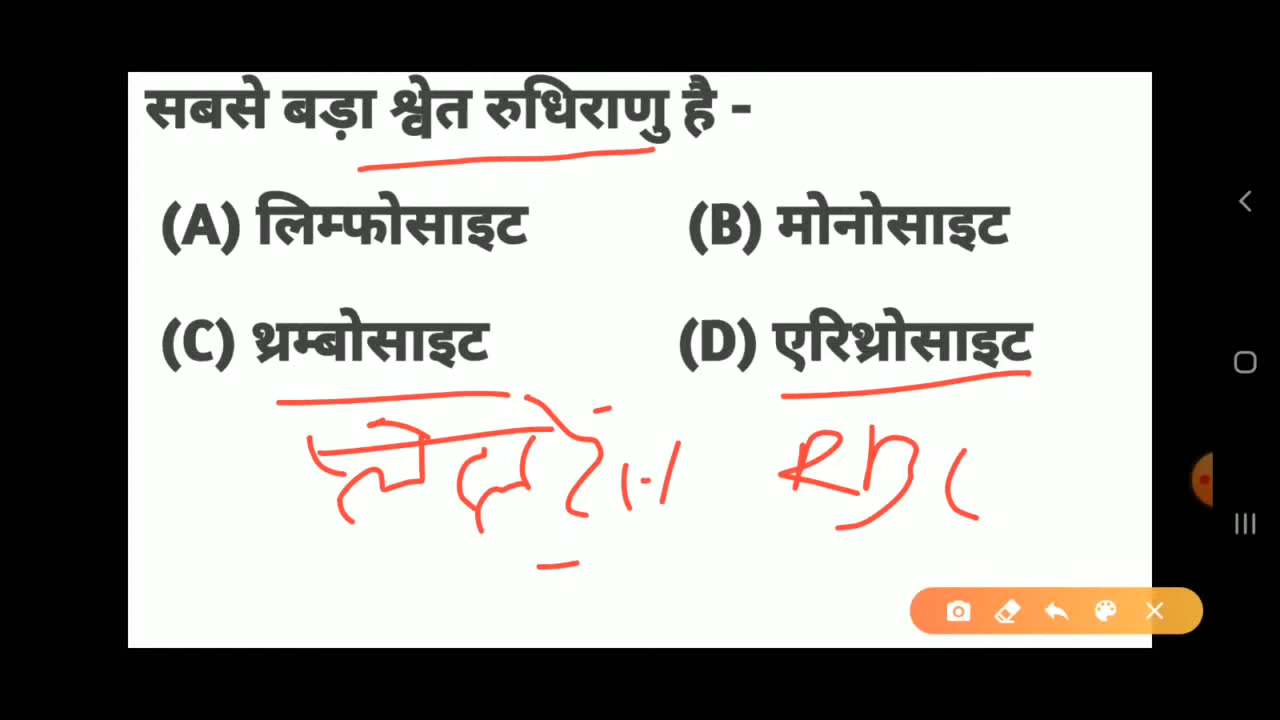 सबसे बड़ा श्वेत रुधिराणु है -
(A) लिम्फोसाइट (B) मोनोसाइट
(C) थ्रम्बोसाइट (D) एरिथ्रोसाइट
RBC